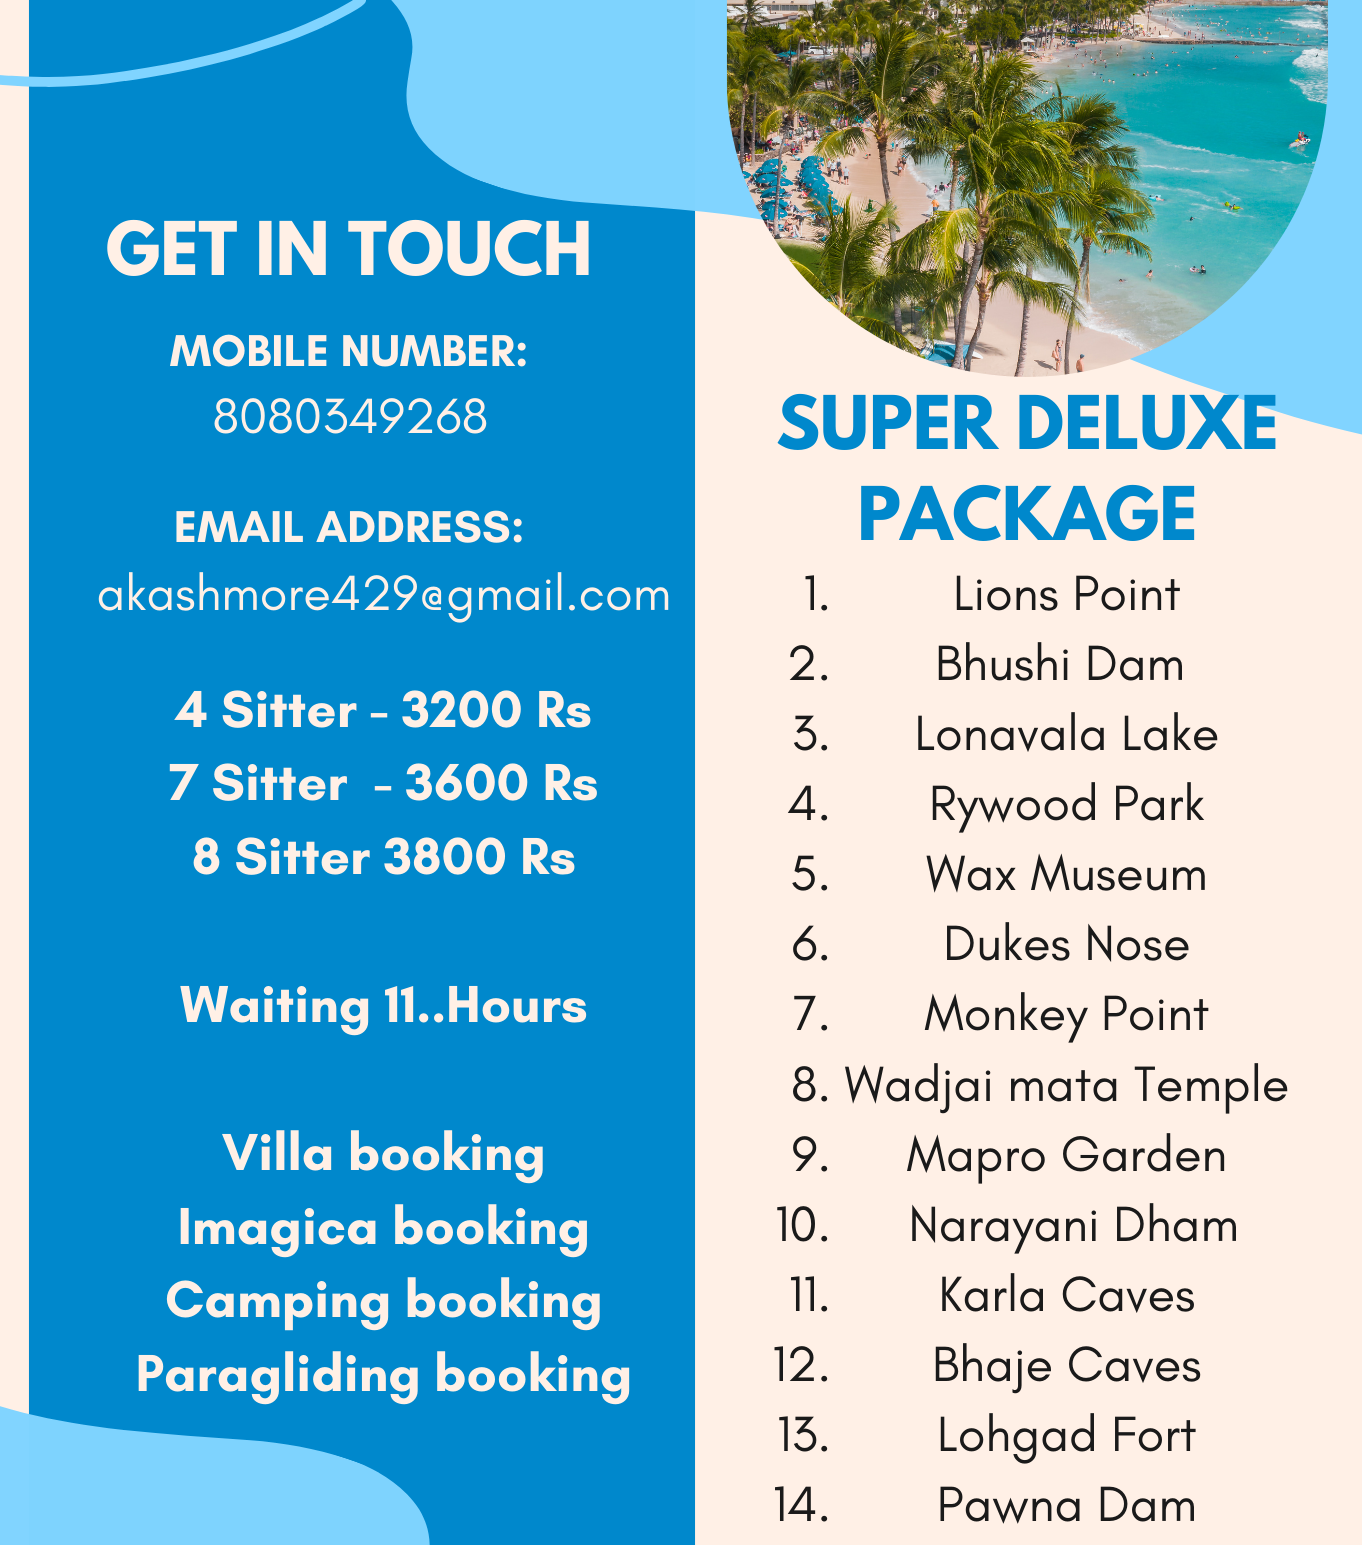 GET IN TOUCH
MOBILE NUMBER:
8080349268
EMAIL ADDRESS:
akashmore429@gmail.com
4 Sitter - 3200 Rs
7 Sitter - 3600 Rs
8 Sitter 3800 Rs
Waiting 11..Hours
Villa booking
Imagica booking
Camping booking
Paragliding booking
SUPER DELUXE
PACKAGE
1. Lions Point
2. Bhushi Dam
3. Lonavala Lake
4. Rywood Park
5. Wax Museum
6. Dukes Nose
7. Monkey Point
8. Wadjai mata Temple
9. Mapro Garden
10. Narayani Dham
11. Karla Caves
12. Bhaje Caves
13. Lohgad Fort
14. Pawna Dam